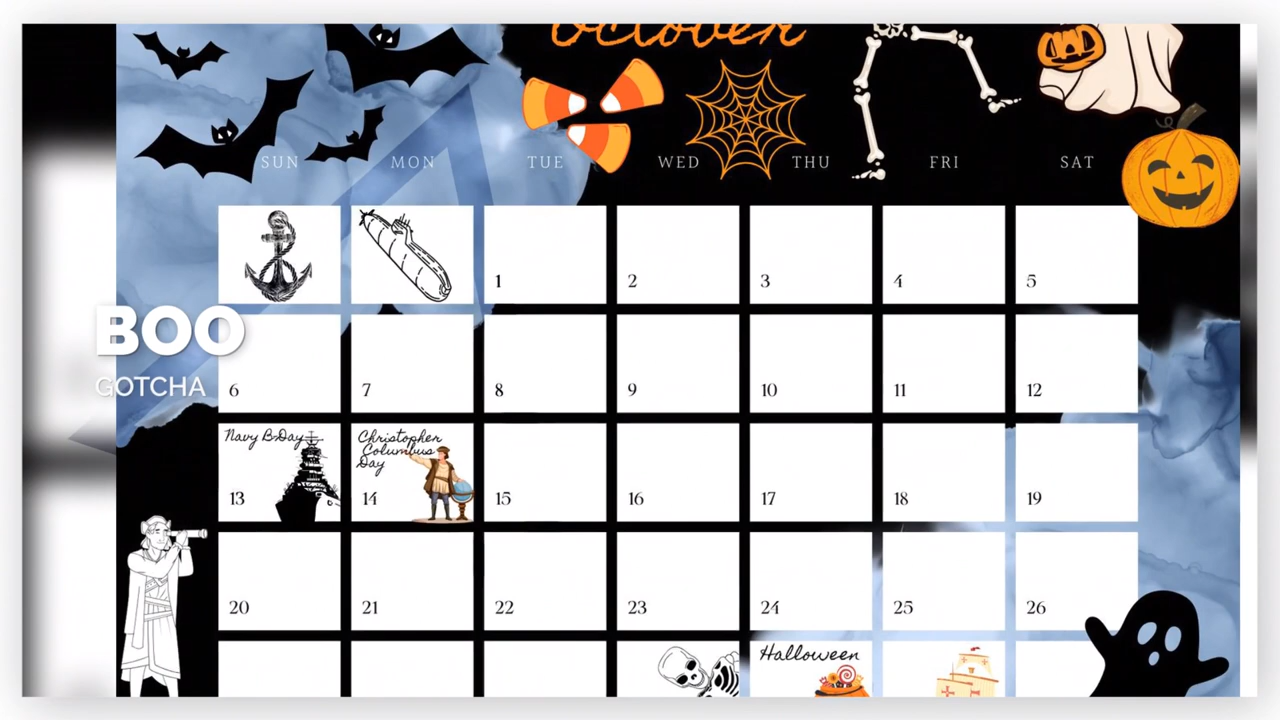 October
SUN MON TUE WED THU FRI SAT
1 2 3 4 5
BOO
GOTCHA
6 7 8 9 10 11 12
Navy B-Day
Christopher
Columbus
Day
13 14 15 16 17 18 19
20 21 22 23 24 25 26
Halloween